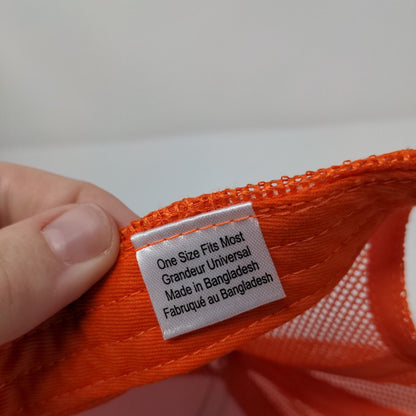 One Size Fits Most
Grandeur Universal
Made in Bangladesh
Fabriqué au Bangladesh